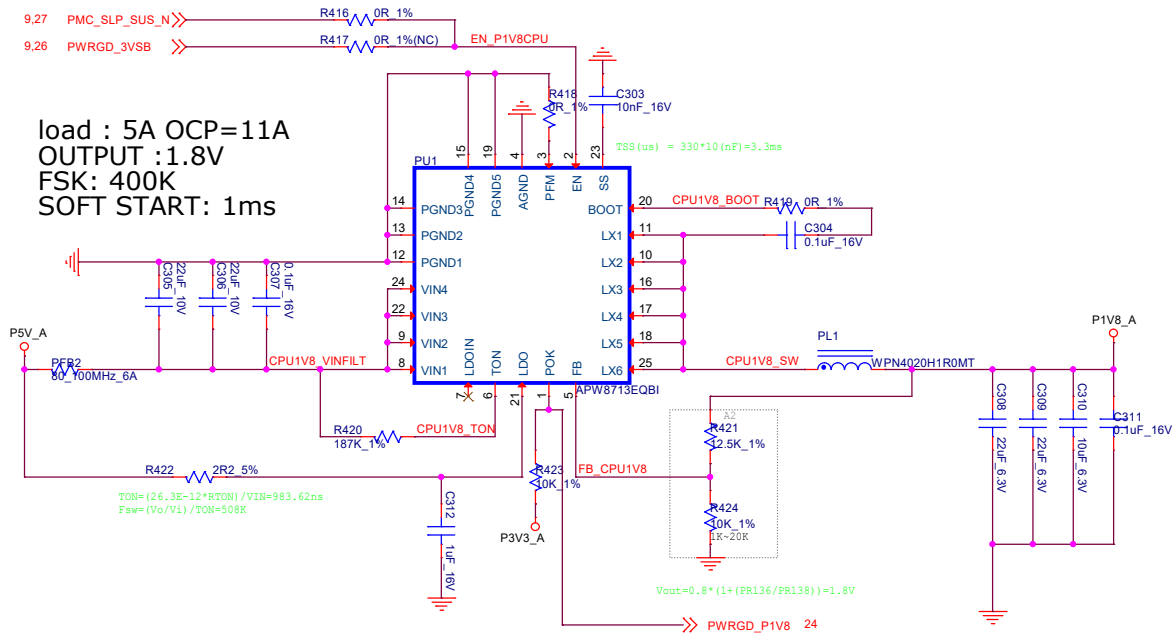 9,27 PMC_SLP_SUS_N
R416 0R_1%
9,26 PWRGD_3VSB
R417 0R_1%(NC)
EN_P1V8CPU
load : 5A OCP=11A
OUTPUT :1.8V
FSK: 400K
SOFT START: 1ms
R418
0R_1%
C303
10nF_16V
TSS(us) = 330*10(nF)=3.3ms
PU1
15 19 4 3 2 23
PGND4 PGND5 AGND PFM EN SS
14 PGND3
13 PGND2
12 PGND1
24 VIN4
22 VIN3
9 VIN2
8 VIN1
BOOT 20
LX1 11
LX2 10
LX3 16
LX4 17
LX5 18
LX6 25
LDOIN TON LDO POK FB
7 6 21 1 5
APW8713EQBI
CPU1V8_BOOT
R419 0R_1%
C304
0.1uF_16V
C305
22uF_10V
C306
22uF_10V
C307
0.1uF_16V
P5V_A
PFB2
80_100MHz_6A
CPU1V8_VINFILT
CPU1V8_SW
PL1
WPN4020H1R0MT
P1V8_A
R420
187K_1%
CPU1V8_TON
R422 2R2_5%
TON=(26.3E-12*RTON)/VIN=983.62ns
Fsw=(Vo/Vi)/TON=508K
C312
1uF_16V
R423
10K_1%
P3V3_A
FB_CPU1V8
A2
R421
12.5K_1%
R424
10K_1%
1K~20K
C308
22uF_6.3V
C309
22uF_6.3V
C310
10uF_6.3V
C311
0.1uF_16V
Vout=0.8*(1+(PR136/PR138))=1.8V
PWRGD_P1V8 24